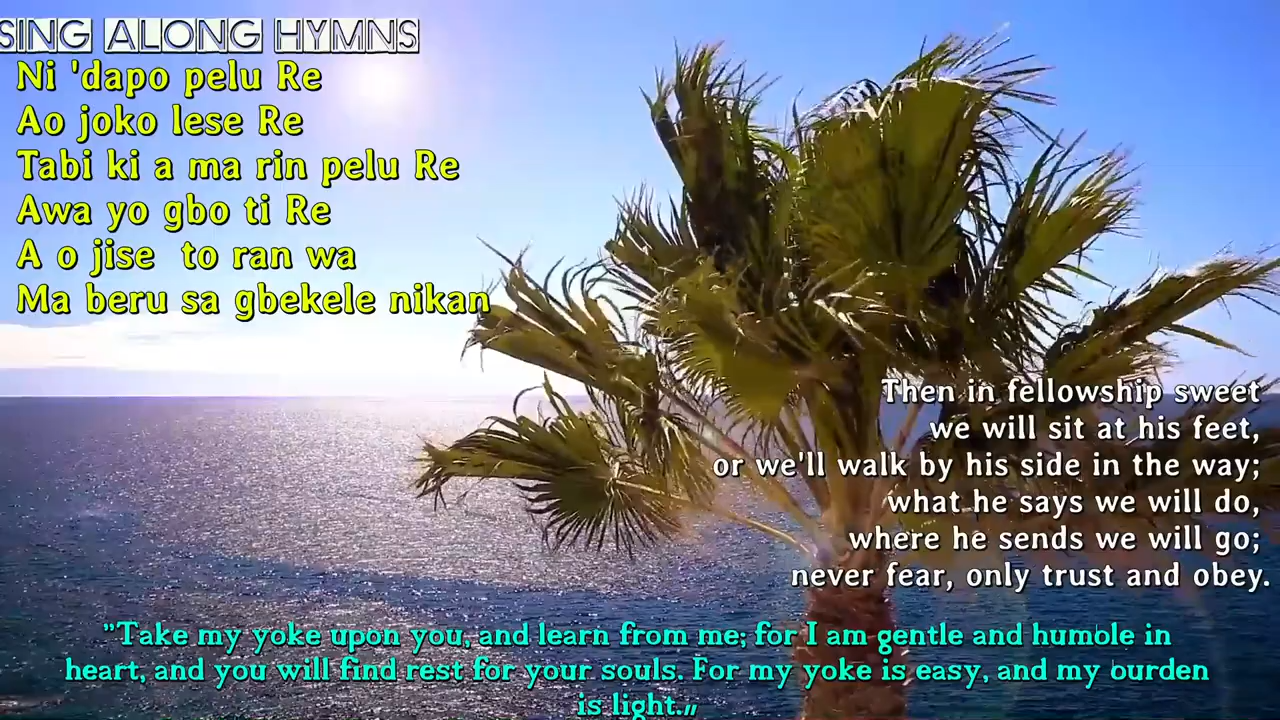 SING ALONG HYMNS
Ni 'dapo pelu Re
Ao joko lese Re
Tabi ki a ma rin pelu Re
Awa yo gbo ti Re
A o jise to ran wa
Ma beru sa gbekele nikan
Then in fellowship sweet
we will sit at his feet,
or we'll walk by his side in the way;
what he says we will do,
where he sends we will go;
never fear, only trust and obey.
"Take my yoke upon you, and learn from me; for I am gentle and humble in
heart, and you will find rest for your souls. For my yoke is easy, and my burden
is light.„